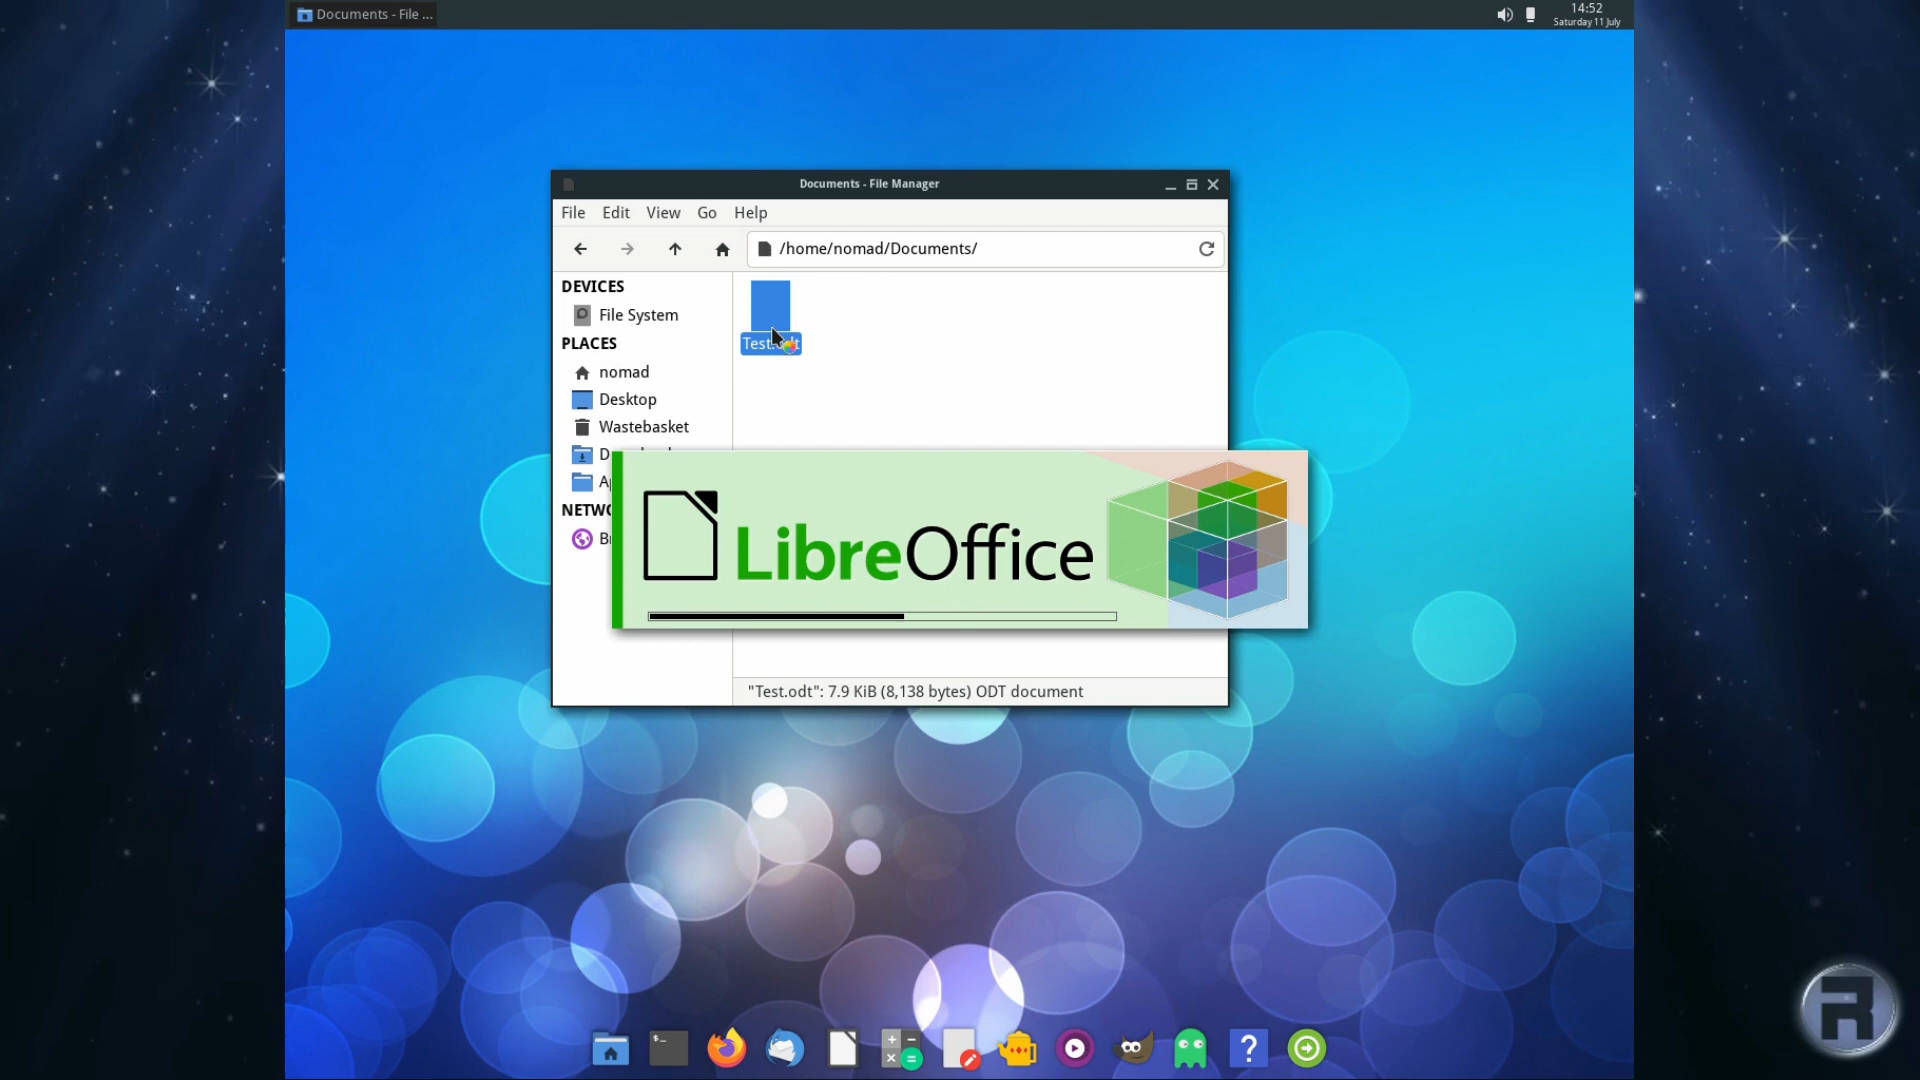 Documents - File ...
14:52
Saturday 11 July
Documents - File Manager
File Edit View Go Help
/home/nomad/Documents/
DEVICES
File System
PLACES
nomad
Desktop
Wastebasket
NETWO
LibreOffice
"Test.odt": 7.9 KiB (8,138 bytes) ODT document